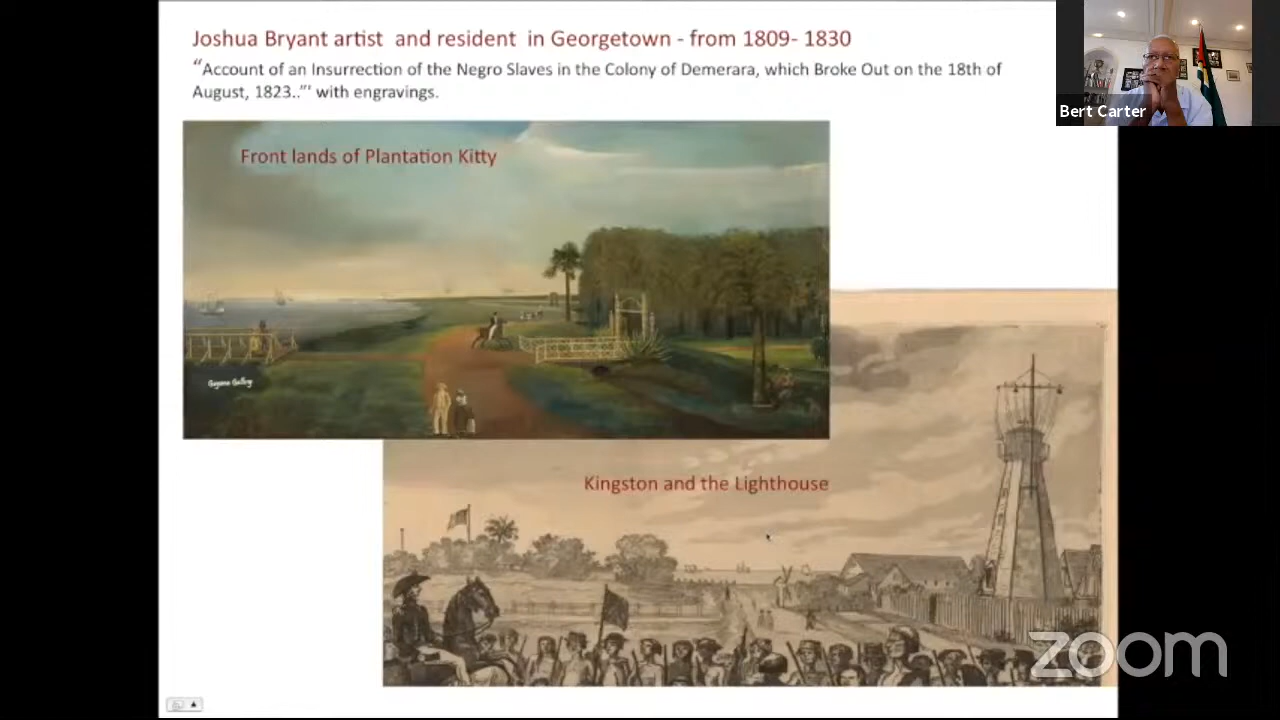 Joshua Bryant artist and resident in Georgetown - from 1809- 1830
“Account of an Insurrection of the Negro Slaves in the Colony of Demerara, which Broke Out on the 18th of
August, 1823..”' with engravings.
Bert Carter
Front lands of Plantation Kitty
Guyana Gallery
Kingston and the Lighthouse
zoom